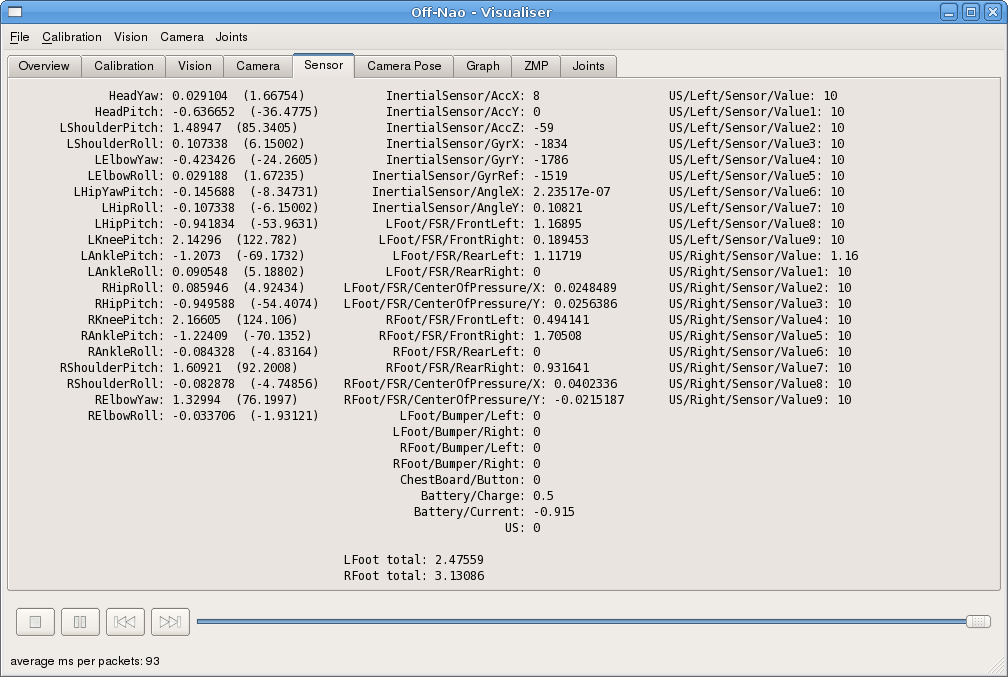 Off-Nao - Visualiser
File Calibration Vision Camera Joints
Overview Calibration Vision Camera Sensor Camera Pose Graph ZMP Joints
HeadYaw: 0.029104 (1.66754)
HeadPitch: -0.636652 (-36.4775)
LShoulderPitch: 1.48947 (85.3405)
LShoulderRoll: 0.107338 (6.15002)
LElbowYaw: -0.423426 (-24.2605)
LElbowRoll: 0.029188 (1.67235)
LHipYawPitch: -0.145688 (-8.34731)
LHipRoll: -0.107338 (-6.15002)
LHipPitch: -0.941834 (-53.9631)
LKneePitch: 2.14296 (122.782)
LAnklePitch: -1.2073 (-69.1732)
LAnkleRoll: 0.090548 (5.18802)
RHipRoll: 0.085946 (4.92434)
RHipPitch: -0.949588 (-54.4074)
RKneePitch: 2.16605 (124.106)
RAnklePitch: -1.22409 (-70.1352)
RAnkleRoll: -0.084328 (-4.83164)
RShoulderPitch: 1.60921 (92.2008)
RShoulderRoll: -0.082878 (-4.74856)
RElbowYaw: 1.32994 (76.1997)
RElbowRoll: -0.033706 (-1.93121)
InertialSensor/AccX: 8
InertialSensor/AccY: 0
InertialSensor/AccZ: -59
InertialSensor/GyrX: -1834
InertialSensor/GyrY: -1786
InertialSensor/GyrRef: -1519
InertialSensor/AngleX: 2.23517e-07
InertialSensor/AngleY: 0.10821
LFoot/FSR/FrontLeft: 1.16895
LFoot/FSR/FrontRight: 0.189453
LFoot/FSR/RearLeft: 1.11719
LFoot/FSR/RearRight: 0
LFoot/FSR/CenterOfPressure/X: 0.0248489
LFoot/FSR/CenterOfPressure/Y: 0.0256386
RFoot/FSR/FrontLeft: 0.494141
RFoot/FSR/FrontRight: 1.70508
RFoot/FSR/RearLeft: 0
RFoot/FSR/RearRight: 0.931641
RFoot/FSR/CenterOfPressure/X: 0.0402336
RFoot/FSR/CenterOfPressure/Y: -0.0215187
LFoot/Bumper/Left: 0
LFoot/Bumper/Right: 0
RFoot/Bumper/Left: 0
RFoot/Bumper/Right: 0
ChestBoard/Button: 0
Battery/Charge: 0.5
Battery/Current: -0.915
US: 0
LFoot total: 2.47559
RFoot total: 3.13086
US/Left/Sensor/Value: 10
US/Left/Sensor/Value1: 10
US/Left/Sensor/Value2: 10
US/Left/Sensor/Value3: 10
US/Left/Sensor/Value4: 10
US/Left/Sensor/Value5: 10
US/Left/Sensor/Value6: 10
US/Left/Sensor/Value7: 10
US/Left/Sensor/Value8: 10
US/Left/Sensor/Value9: 10
US/Right/Sensor/Value: 1.16
US/Right/Sensor/Value1: 10
US/Right/Sensor/Value2: 10
US/Right/Sensor/Value3: 10
US/Right/Sensor/Value4: 10
US/Right/Sensor/Value5: 10
US/Right/Sensor/Value6: 10
US/Right/Sensor/Value7: 10
US/Right/Sensor/Value8: 10
US/Right/Sensor/Value9: 10
average ms per packets: 93